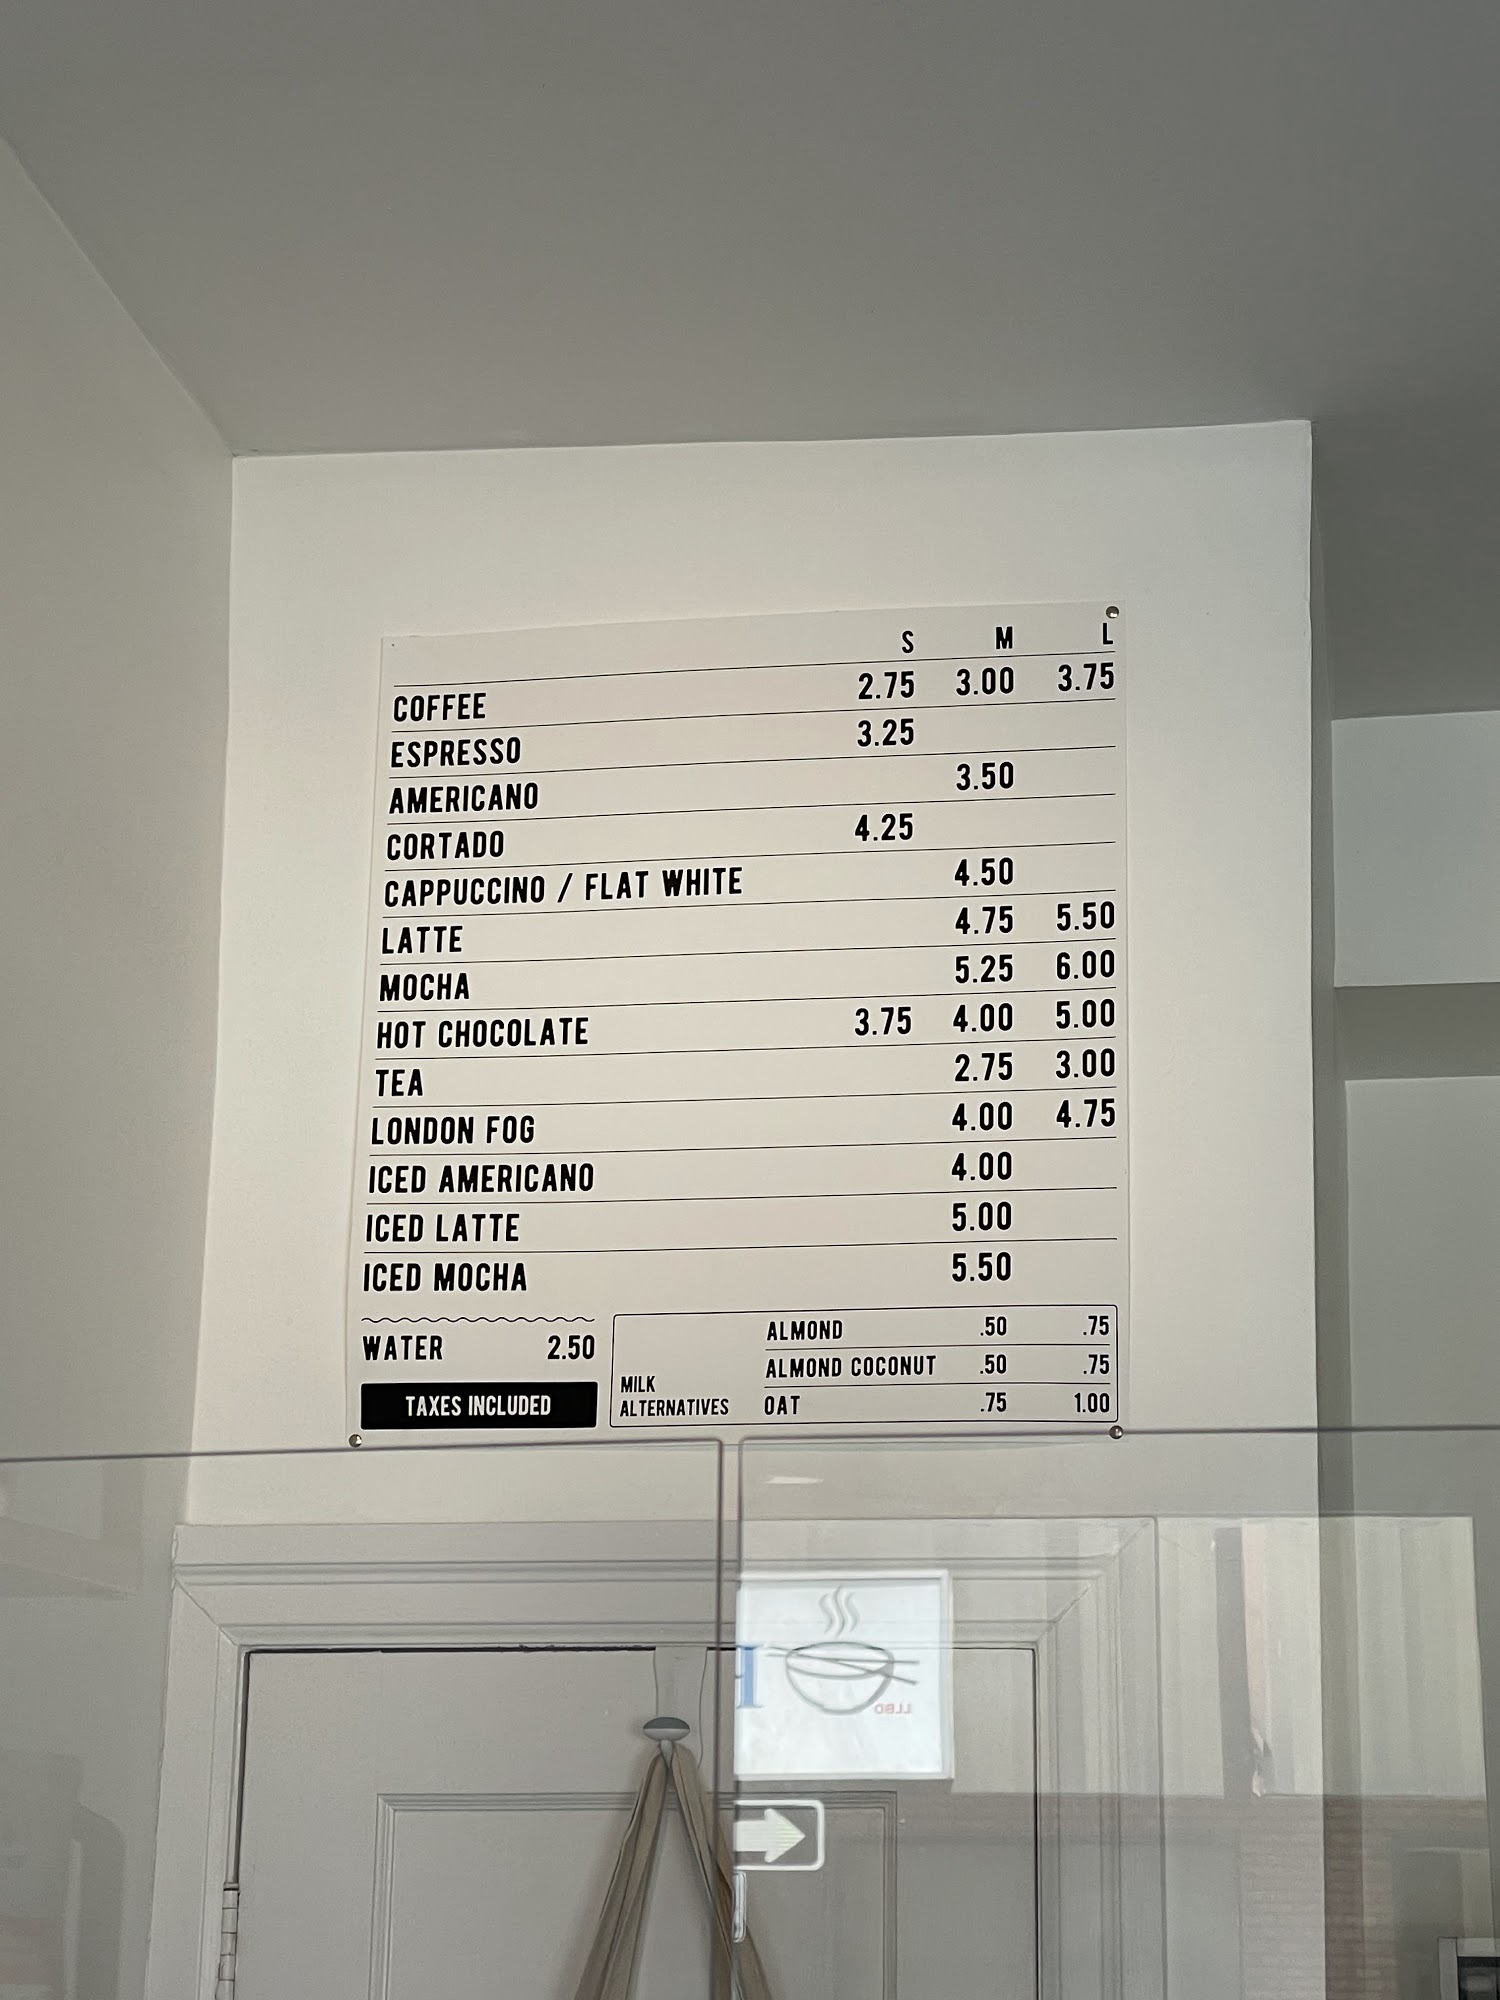 S M L
COFFEE 2.75 3.00 3.75
ESPRESSO 3.25
AMERICANO 3.50
CORTADO 4.25
CAPPUCCINO / FLAT WHITE 4.50
LATTE 4.75 5.50
MOCHA 5.25 6.00
HOT CHOCOLATE 3.75 4.00 5.00
TEA 2.75 3.00
LONDON FOG 4.00 4.75
ICED AMERICANO 4.00
ICED LATTE 5.00
ICED MOCHA 5.50
WATER 2.50
TAXES INCLUDED
MILK
ALTERNATIVES
ALMOND .50 .75
ALMOND COCONUT .50 .75
OAT .75 1.00
LLBO